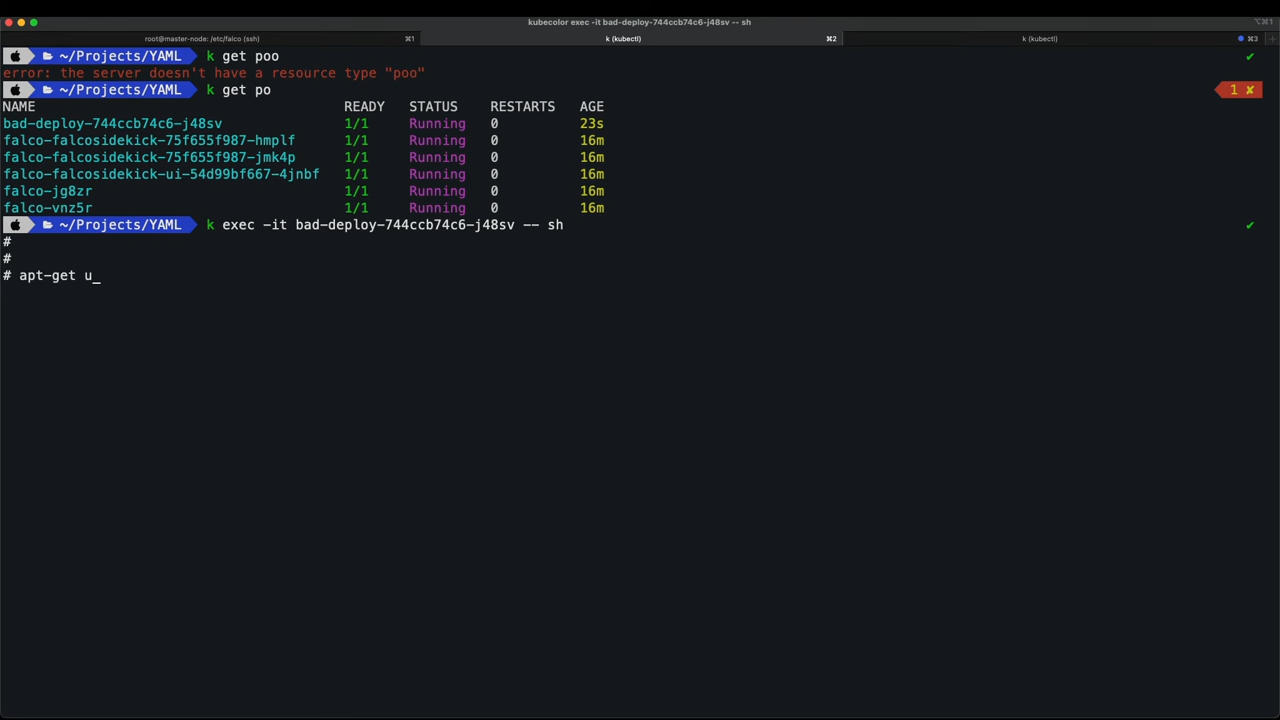 kubecolor exec -it bad-deploy-744ccb74c6-j48sv -- sh
⌥⌘1
root@master-node: /etc/falco (ssh) ⌘1 k (kubectl) ⌘2 k (kubectl) ⌘3 +
~/Projects/YAML k get poo ✔
error: the server doesn't have a resource type "poo"
~/Projects/YAML k get po 1 ✘
NAME READY STATUS RESTARTS AGE
bad-deploy-744ccb74c6-j48sv 1/1 Running 0 23s
falco-falcosidekick-75f655f987-hmplf 1/1 Running 0 16m
falco-falcosidekick-75f655f987-jmk4p 1/1 Running 0 16m
falco-falcosidekick-ui-54d99bf667-4jnbf 1/1 Running 0 16m
falco-jg8zr 1/1 Running 0 16m
falco-vnz5r 1/1 Running 0 16m
~/Projects/YAML k exec -it bad-deploy-744ccb74c6-j48sv -- sh ✔
#
#
# apt-get u_